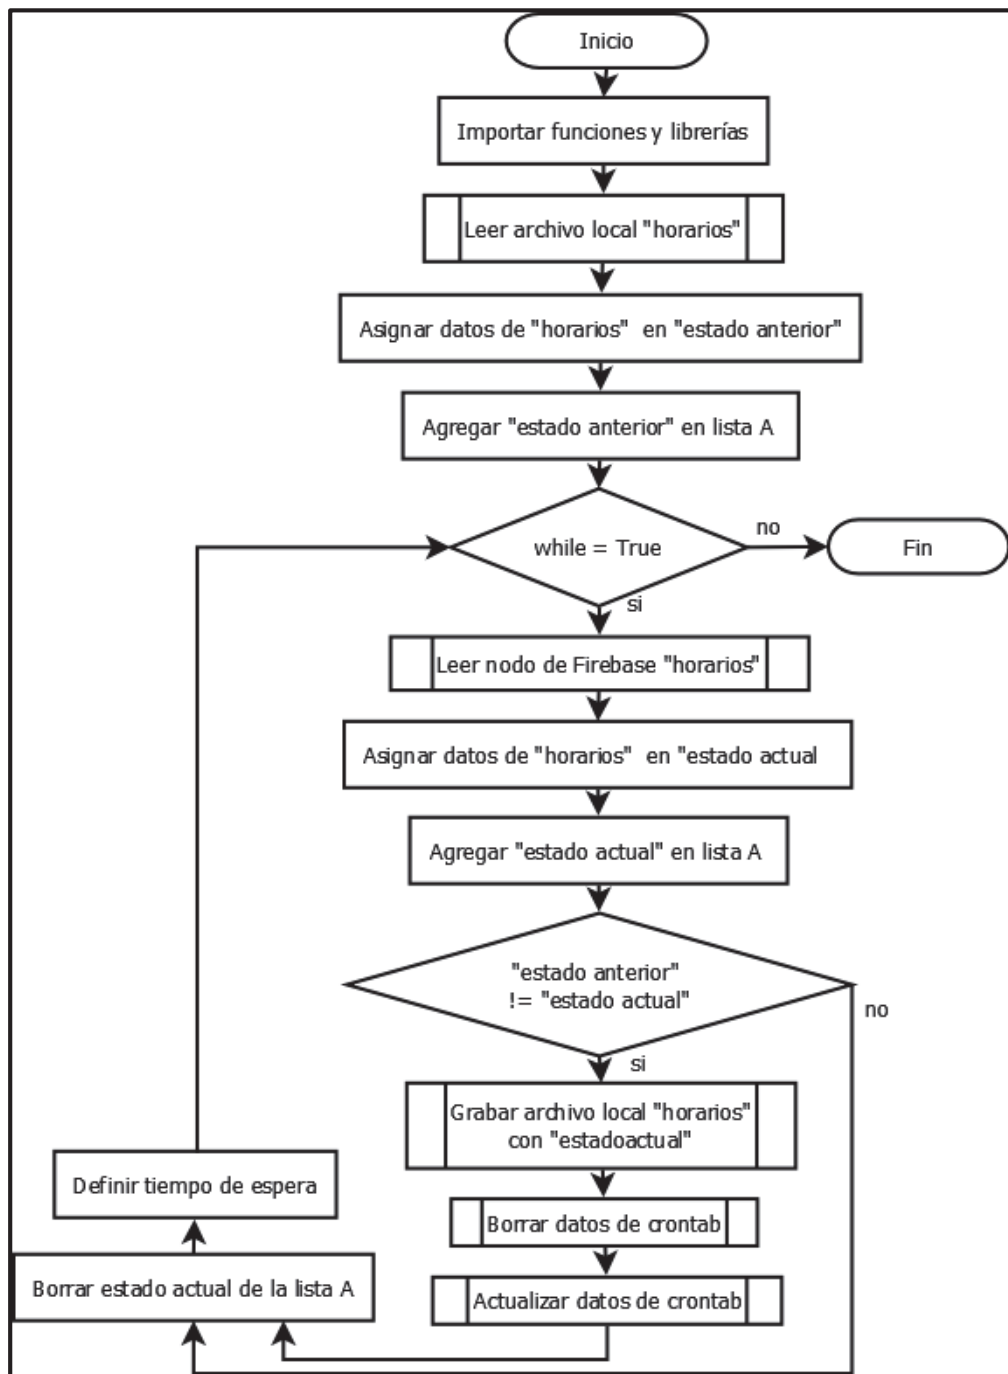 Inicio
Importar funciones y librerías
Leer archivo local "horarios"
Asignar datos de "horarios" en "estado anterior"
Agregar "estado anterior" en lista A
while = True
no
Fin
si
Leer nodo de Firebase "horarios"
Asignar datos de "horarios" en "estado actual
Agregar "estado actual" en lista A
"estado anterior"
!= "estado actual"
no
si
Grabar archivo local "horarios"
con "estadoactual"
Definir tiempo de espera
Borrar datos de crontab
Borrar estado actual de la lista A
Actualizar datos de crontab